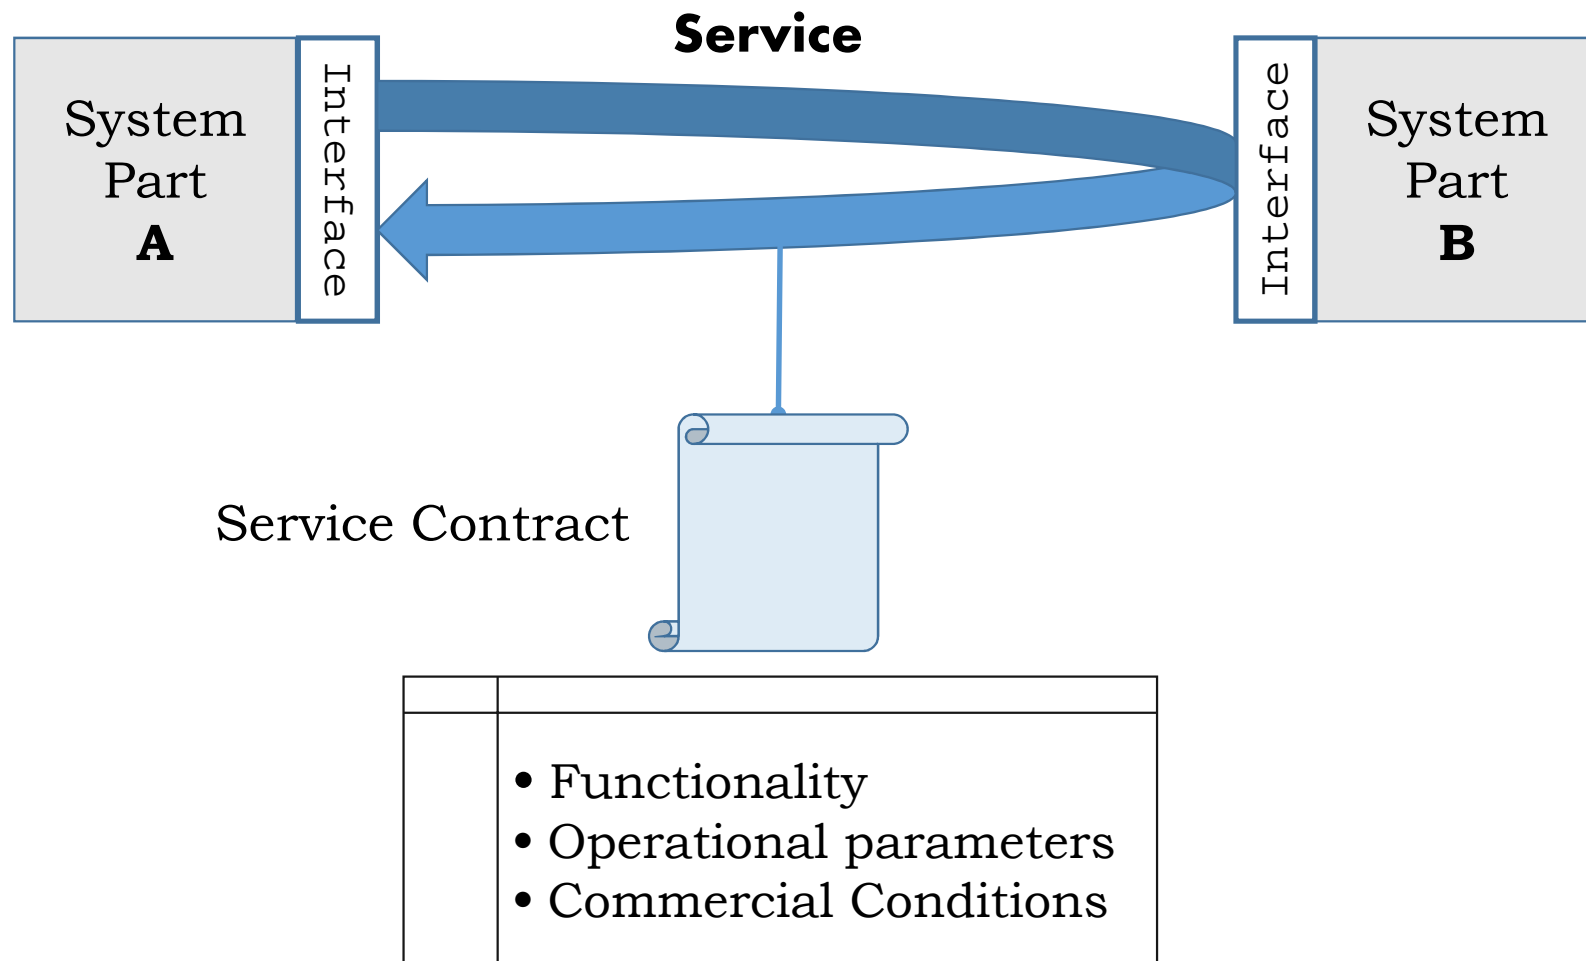 Service
System
Part
A
Interface
Interface
System
Part
B
Service Contract
• Functionality
• Operational parameters
• Commercial Conditions